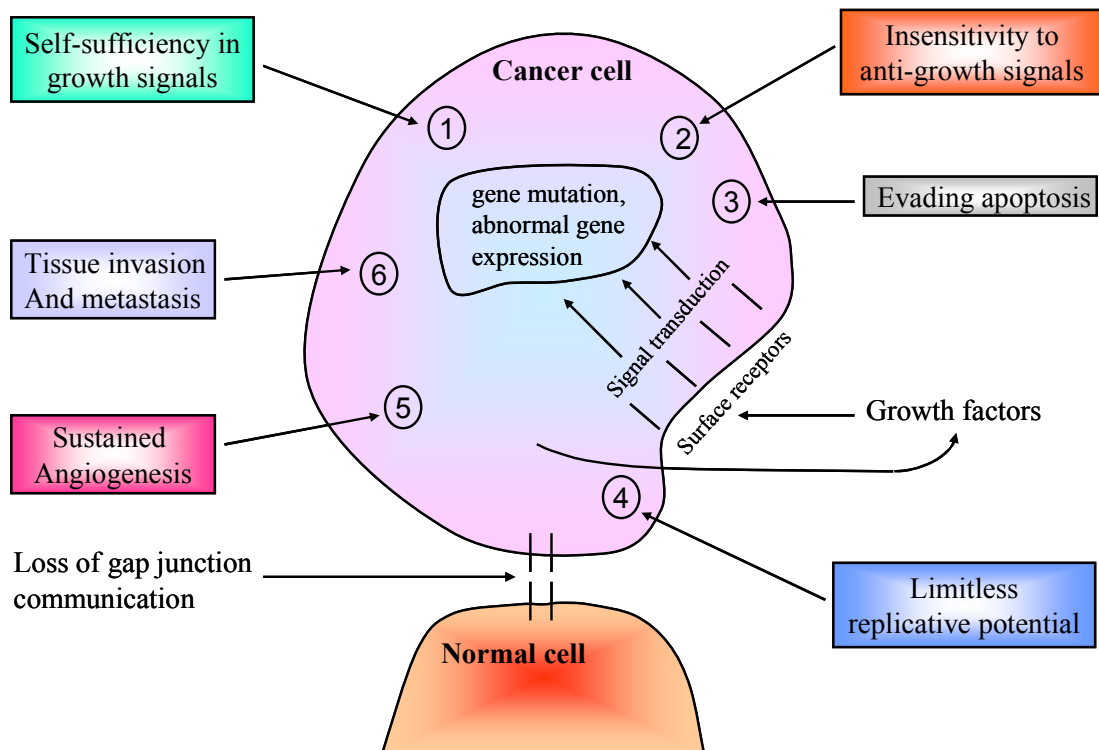 Self-sufficiency in
growth signals
Insensitivity to
anti-growth signals
Cancer cell
1
2
3
gene mutation,
abnormal gene
expression
Evading apoptosis
Tissue invasion
And metastasis
6
Signal transduction
Surface receptors
5
Growth factors
Sustained
Angiogenesis
4
Loss of gap junction
communication
Limitless
replicative potential
Normal cell